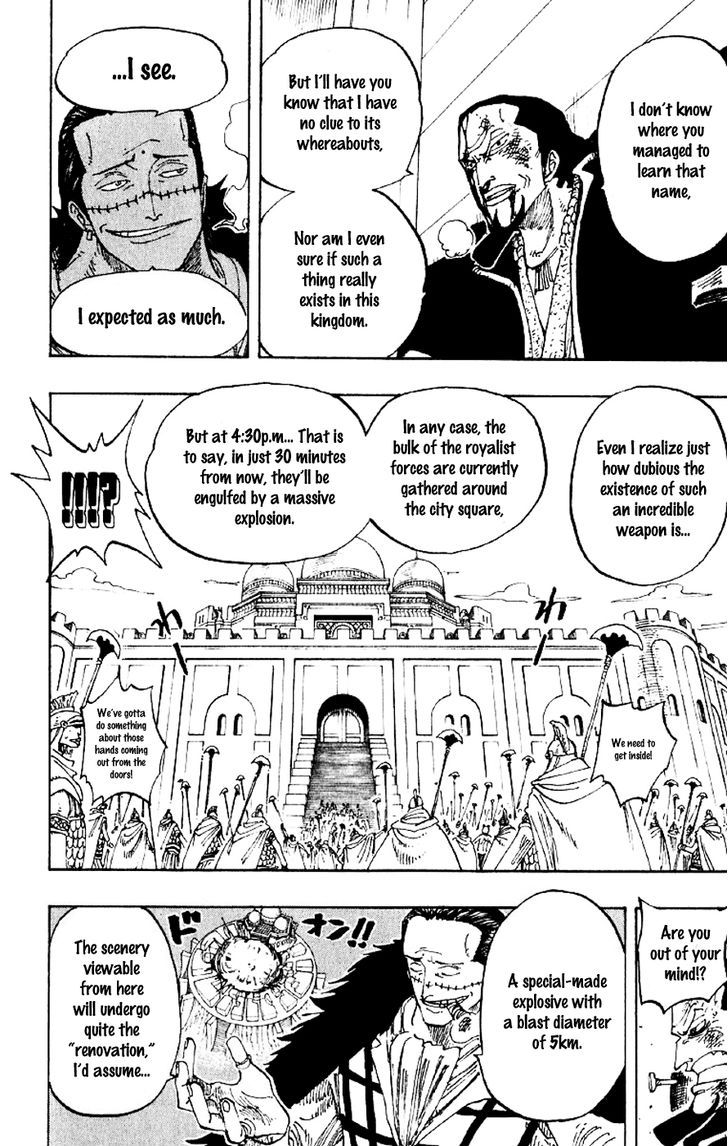 I don't know
where you
managed to
learn that
name,
But I'll have you
know that I have
no clue to its
whereabouts,
Nor am I even
sure if such a
thing really
exists in this
kingdom.
...I see.
I expected as much.
Even I realize just
how dubious the
existence of such
an incredible
weapon is...
In any case, the
bulk of the royalist
forces are currently
gathered around
the city square,
But at 4:30p.m... That is
to say, in just 30 minutes
from now, they'll be
engulfed by a massive
explosion.
!!!?
わ
わ
We need to
get inside!
We've gotta
do something
about those
hands coming
out from the
doors!
Are you
out of your
mind!?
A special-made
explosive with
a blast diameter
of 5km.
ドオン!!
The scenery
viewable
from here
will undergo
quite the
"renovation,"
I'd assume...